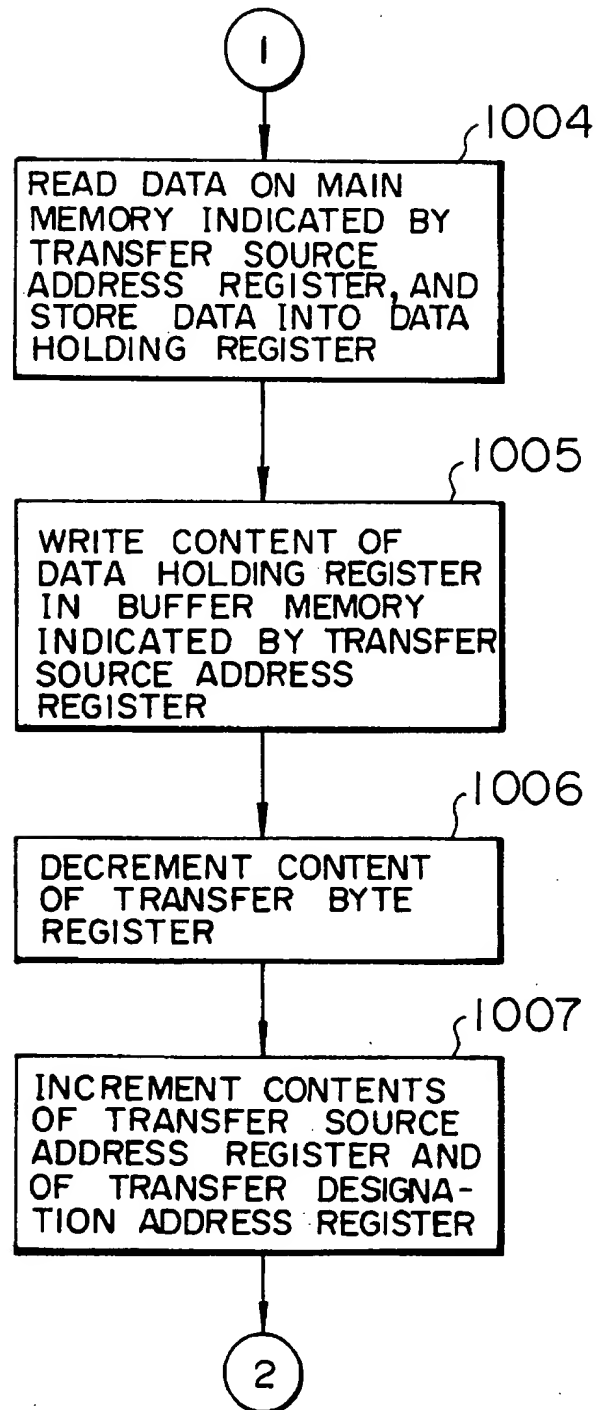 1
1004
READ DATA ON MAIN
MEMORY INDICATED BY
TRANSFER SOURCE
ADDRESS REGISTER, AND
STORE DATA INTO DATA
HOLDING REGISTER
1005
WRITE CONTENT OF
DATA HOLDING REGISTER
IN BUFFER MEMORY
INDICATED BY TRANSFER
SOURCE ADDRESS
REGISTER
1006
DECREMENT CONTENT
OF TRANSFER BYTE
REGISTER
1007
INCREMENT CONTENTS
OF TRANSFER SOURCE
ADDRESS REGISTER AND
OF TRANSFER DESIGNA-
TION ADDRESS REGISTER
2